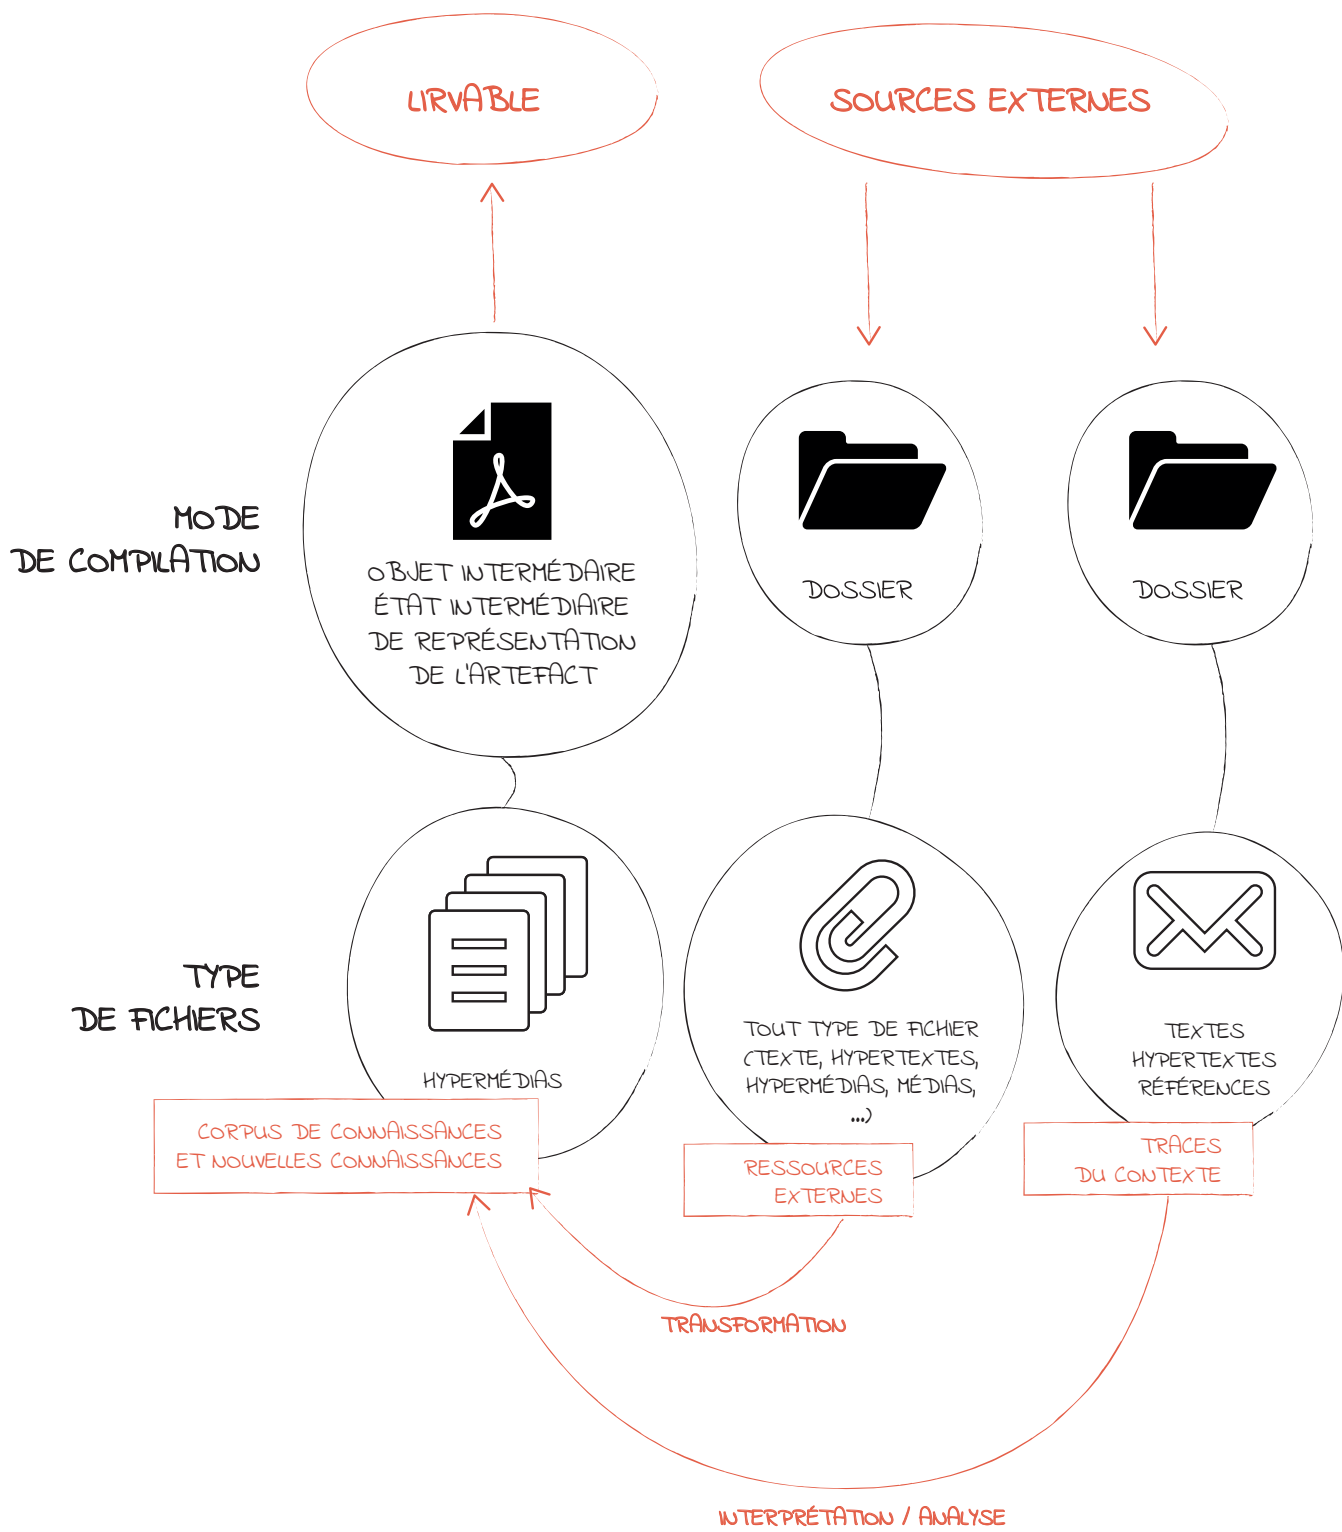 LIRVABLE
SOURCES EXTERNES
MODE
DE COMPILATION
OBJET INTERMÉDAIRE
ÉTAT INTERMÉDIAIRE
DE REPRÉSENTATION
DE L'ARTEFACT
DOSSIER
DOSSIER
TYPE
DE FICHIERS
HYPERMÉDIAS
TOUT TYPE DE FICHIER
(TEXTE, HYPERTEXTES,
HYPERMÉDIAS, MÉDIAS,
...)
TEXTES
HYPERTEXTES
RÉFÉRENCES
CORPUS DE CONNAISSANCES
ET NOUVELLES CONNAISSANCES
RESSOURCES
EXTERNES
TRACES
DU CONTEXTE
TRANSFORMATION
INTERPRÉTATION / ANALYSE